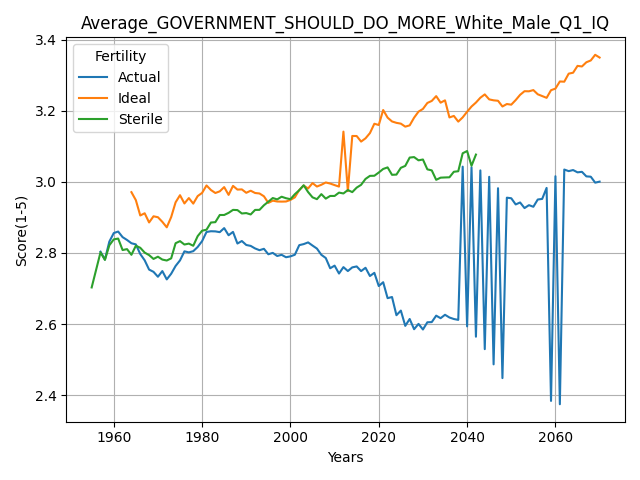 Average_GOVERNMENT_SHOULD_DO_MORE_White_Male_Q1_IQ
Fertility
Actual
Ideal
Sterile
Score(1-5)
3.4
3.2
3.0
2.8
2.6
2.4
1960 1980 2000 2020 2040 2060
Years